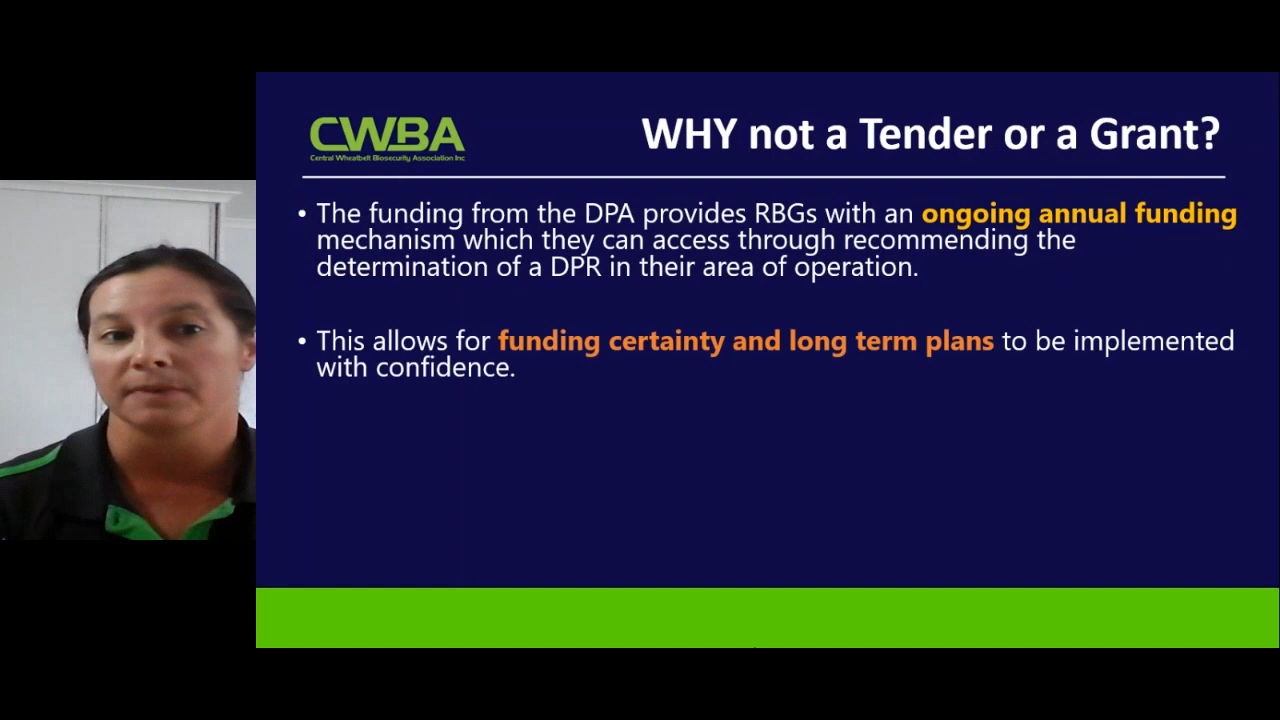 CWBA
Central Wheatbelt Biosecurity Association Inc
WHY not a Tender or a Grant?
• The funding from the DPA provides RBGs with an ongoing annual funding
mechanism which they can access through recommending the
determination of a DPR in their area of operation.
• This allows for funding certainty and long term plans to be implemented
with confidence.